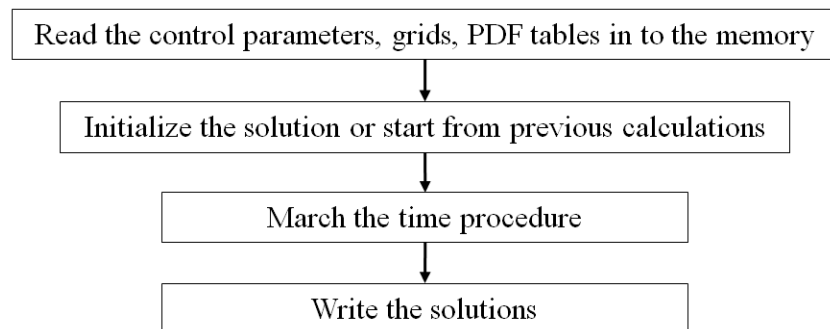 Read the control parameters, grids, PDF tables in to the memory
Initialize the solution or start from previous calculations
March the time procedure
Write the solutions